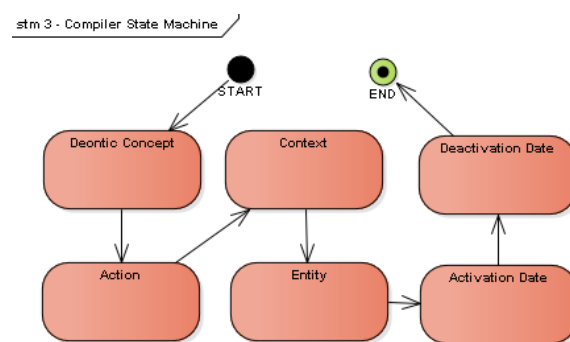 stm 3 - Compiler State Machine
START
END
Deontic Concept
Context
Deactivation Date
Action
Entity
Activation Date